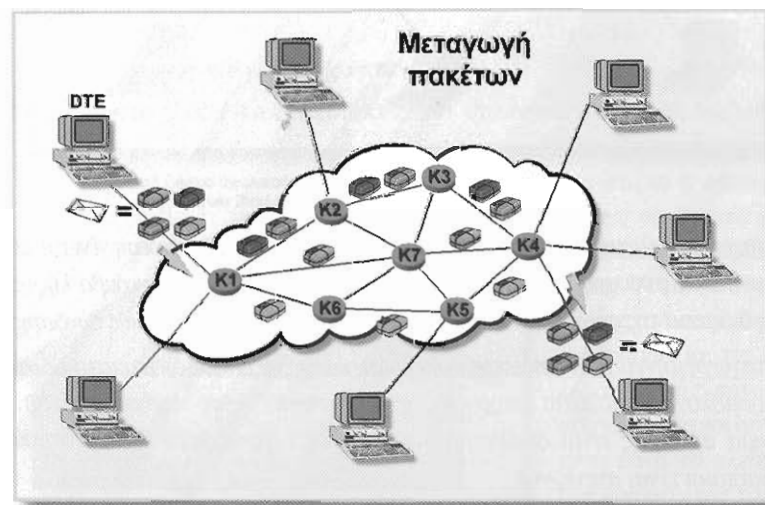 Μεταγωγή
πακέτων
DTE
=
K3
K2
K4
K7
K1
K6
K5
=